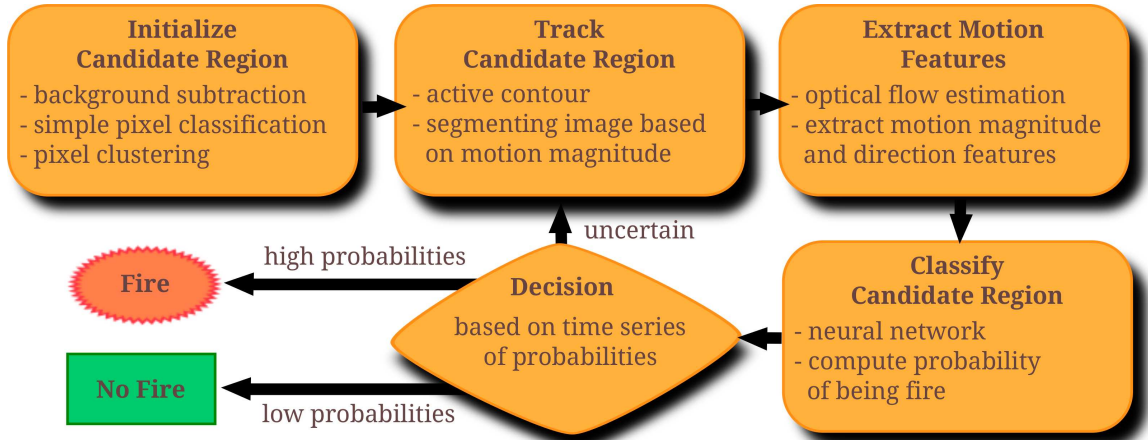 Initialize
Candidate Region
- background subtraction
- simple pixel classification
- pixel clustering
Track
Candidate Region
- active contour
- segmenting image based
on motion magnitude
Extract Motion
Features
- optical flow estimation
- extract motion magnitude
and direction features
Classify
Candidate Region
- neural network
- compute probability
of being fire
Decision
based on time series
of probabilities
uncertain
high probabilities
Fire
low probabilities
No Fire